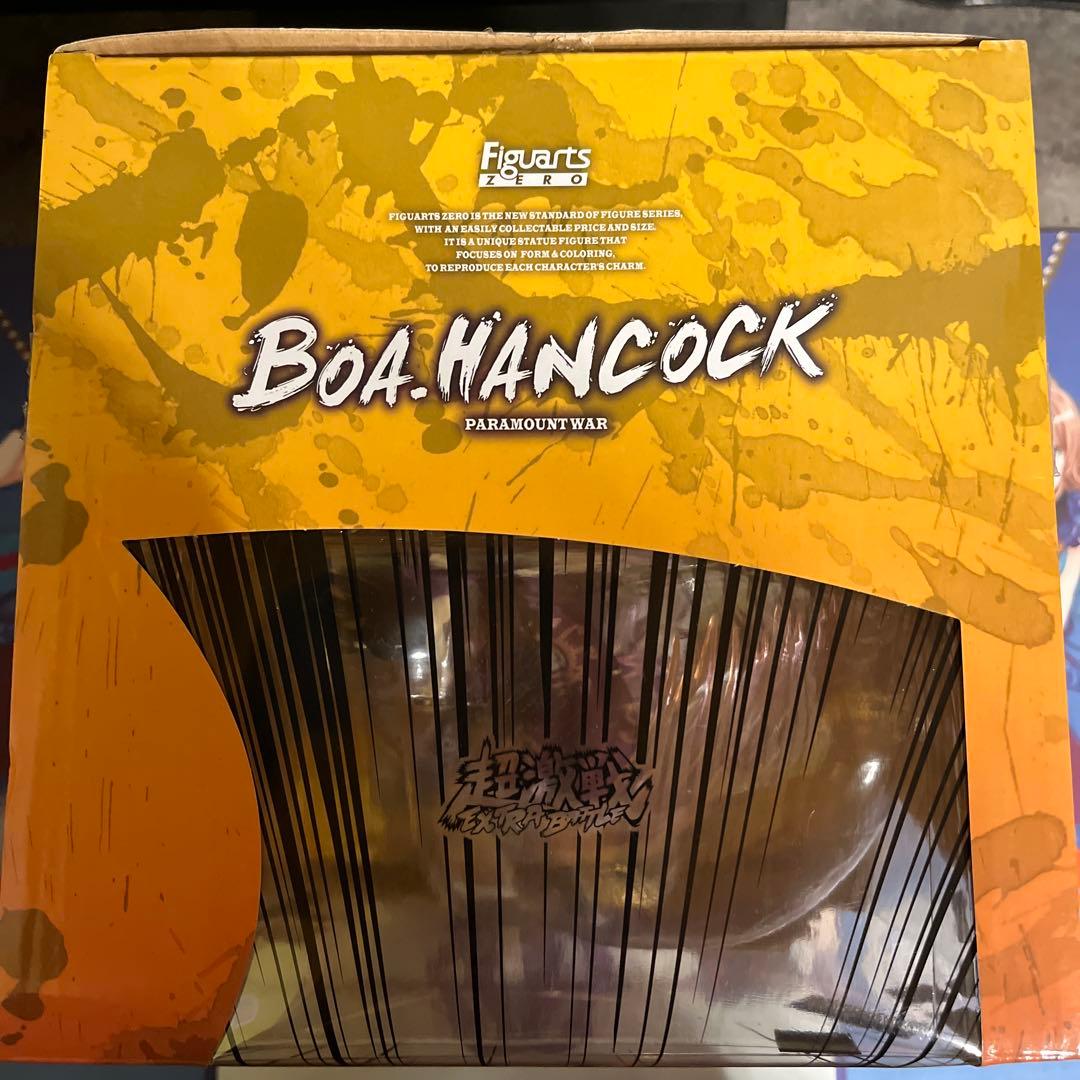 Figuarts
ZERO
FIGUARTS ZERO IS THE NEW STANDARD OF FIGURE SERIES,
WITH AN EASILY COLLECTABLE PRICE AND SIZE.
IT IS A UNIQUE STATUE FIGURE THAT
FOCUSES ON FORM & COLORING,
TO REPRODUCE EACH CHARACTER'S CHARM.
BOA.HANCOCK
PARAMOUNT WAR
超激戦
EXTRA BATTLE